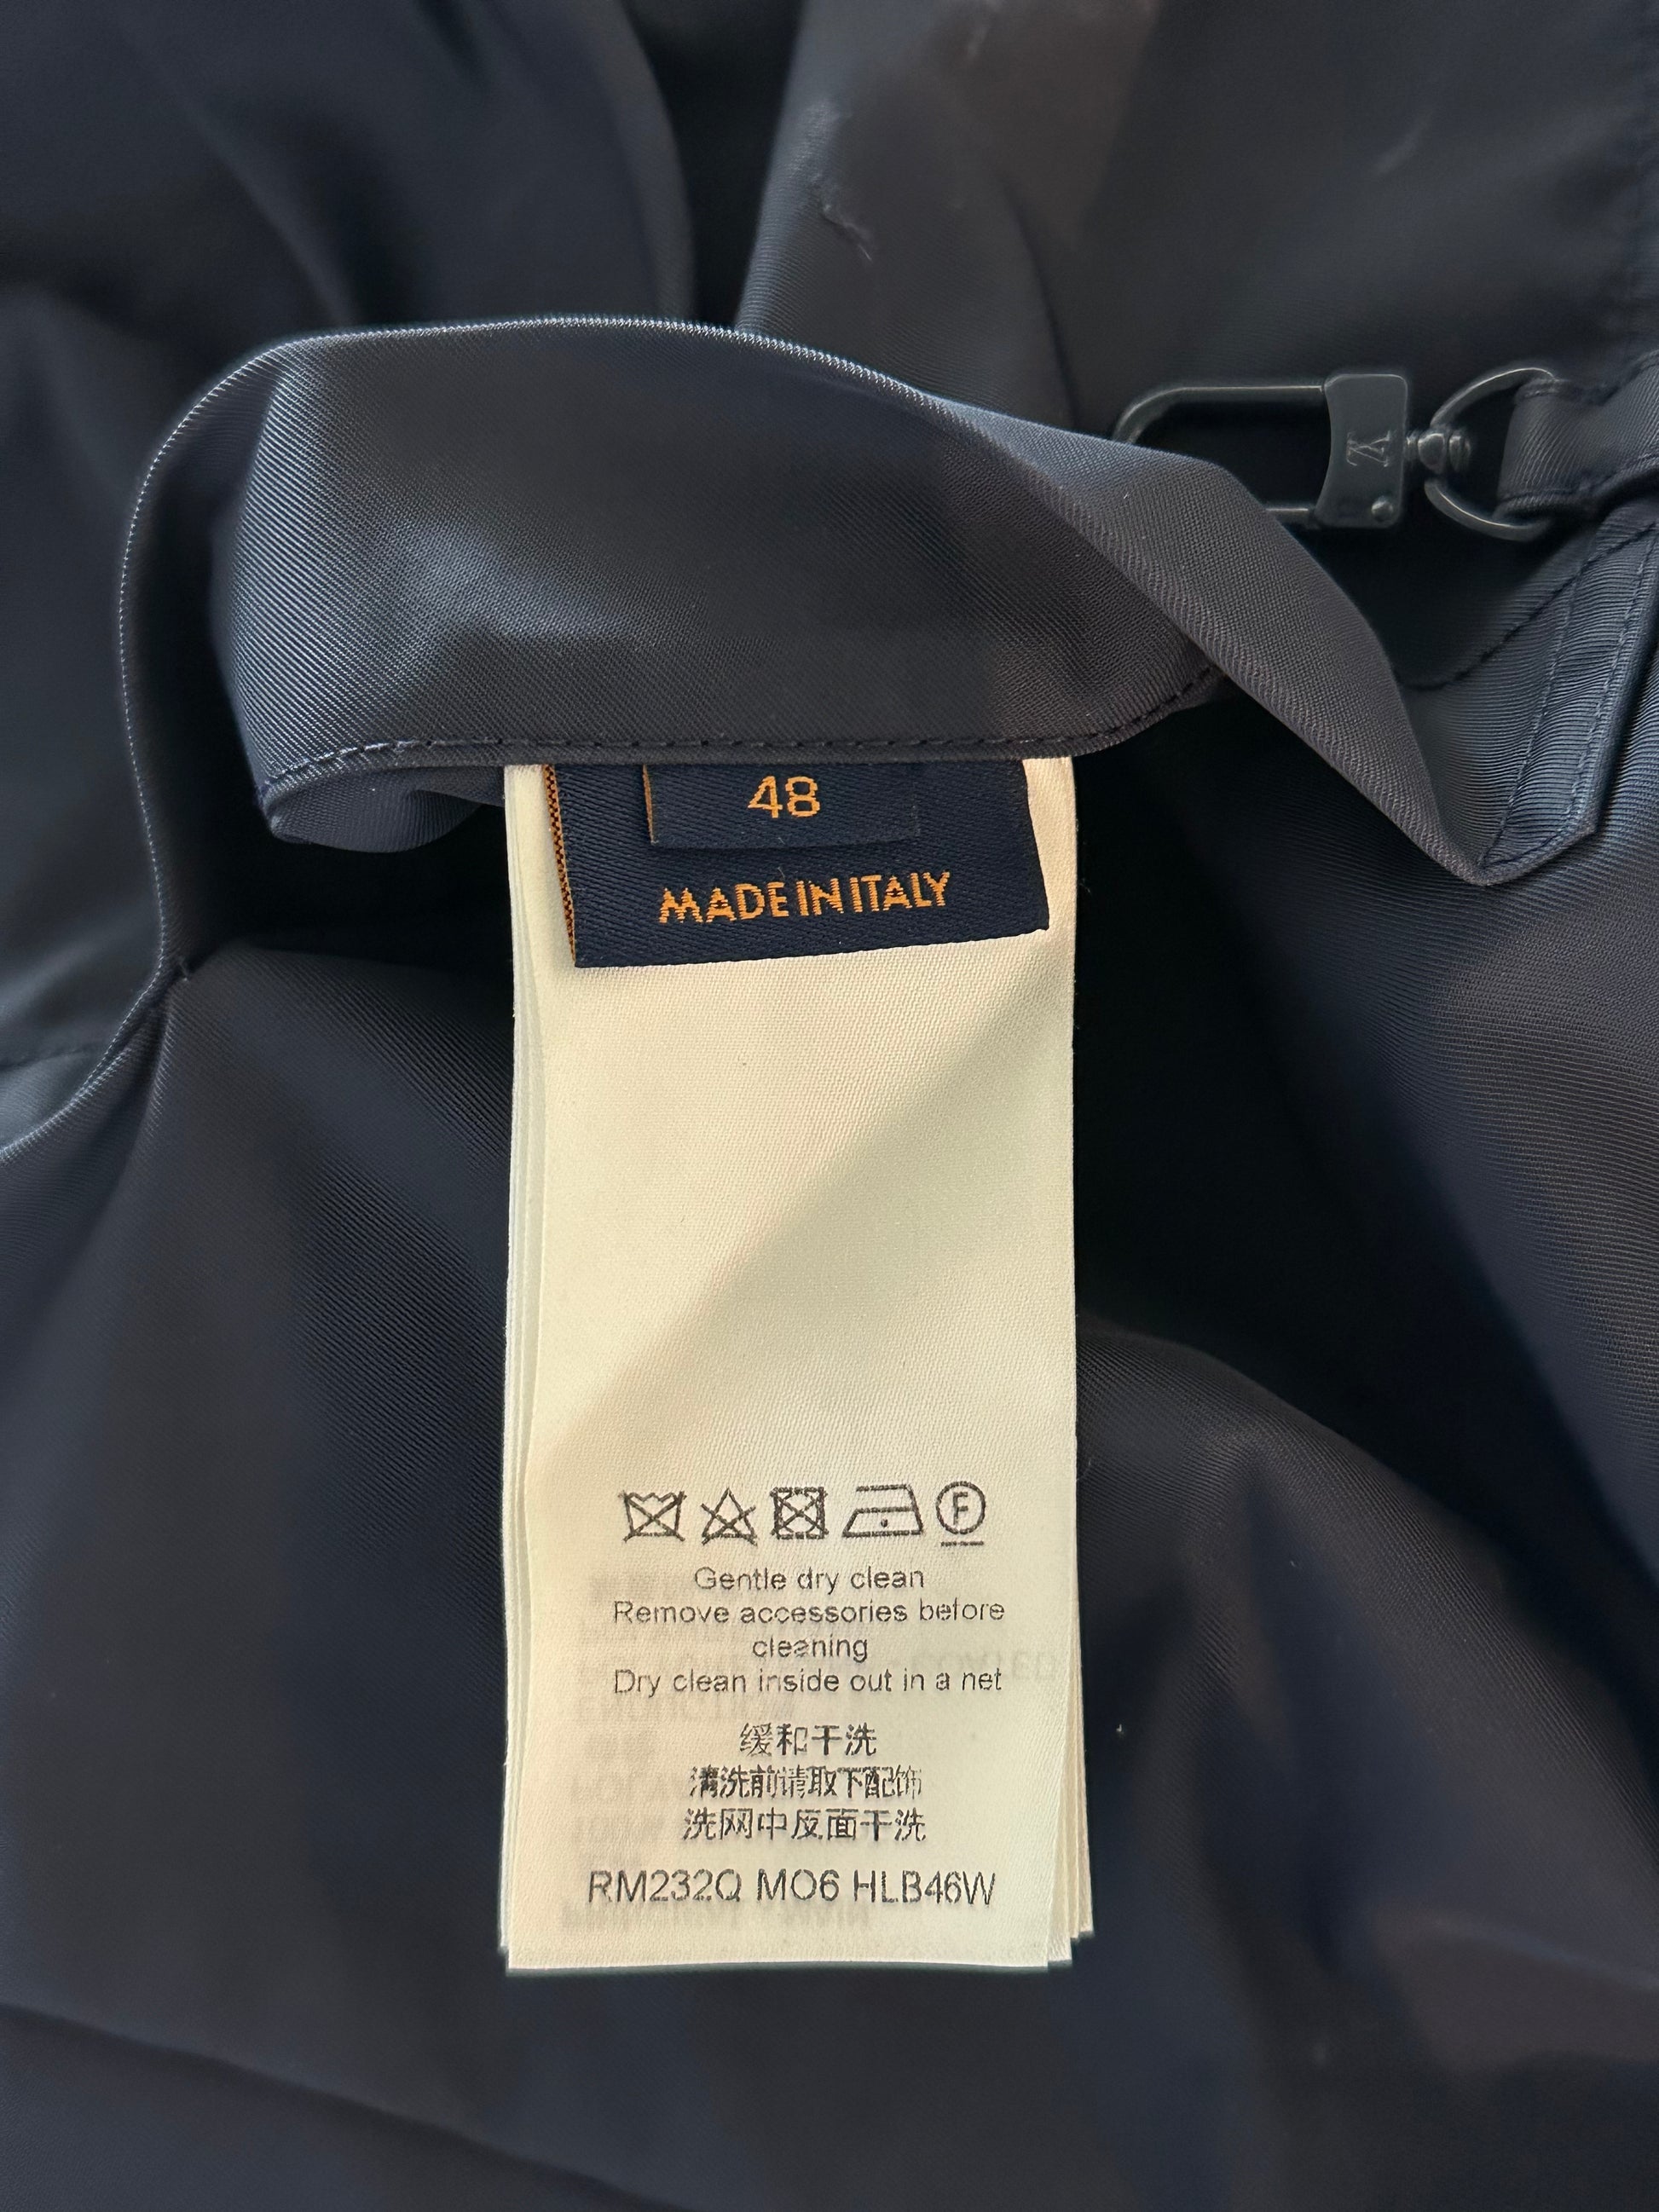 48
MADE IN ITALY
F
Gentle dry clean
Remove accessories before
cleaning
Dry clean inside out in a net
缓和干洗
清洗前请取下配饰
洗网中反面干洗
RM232Q MO6 HLB46W